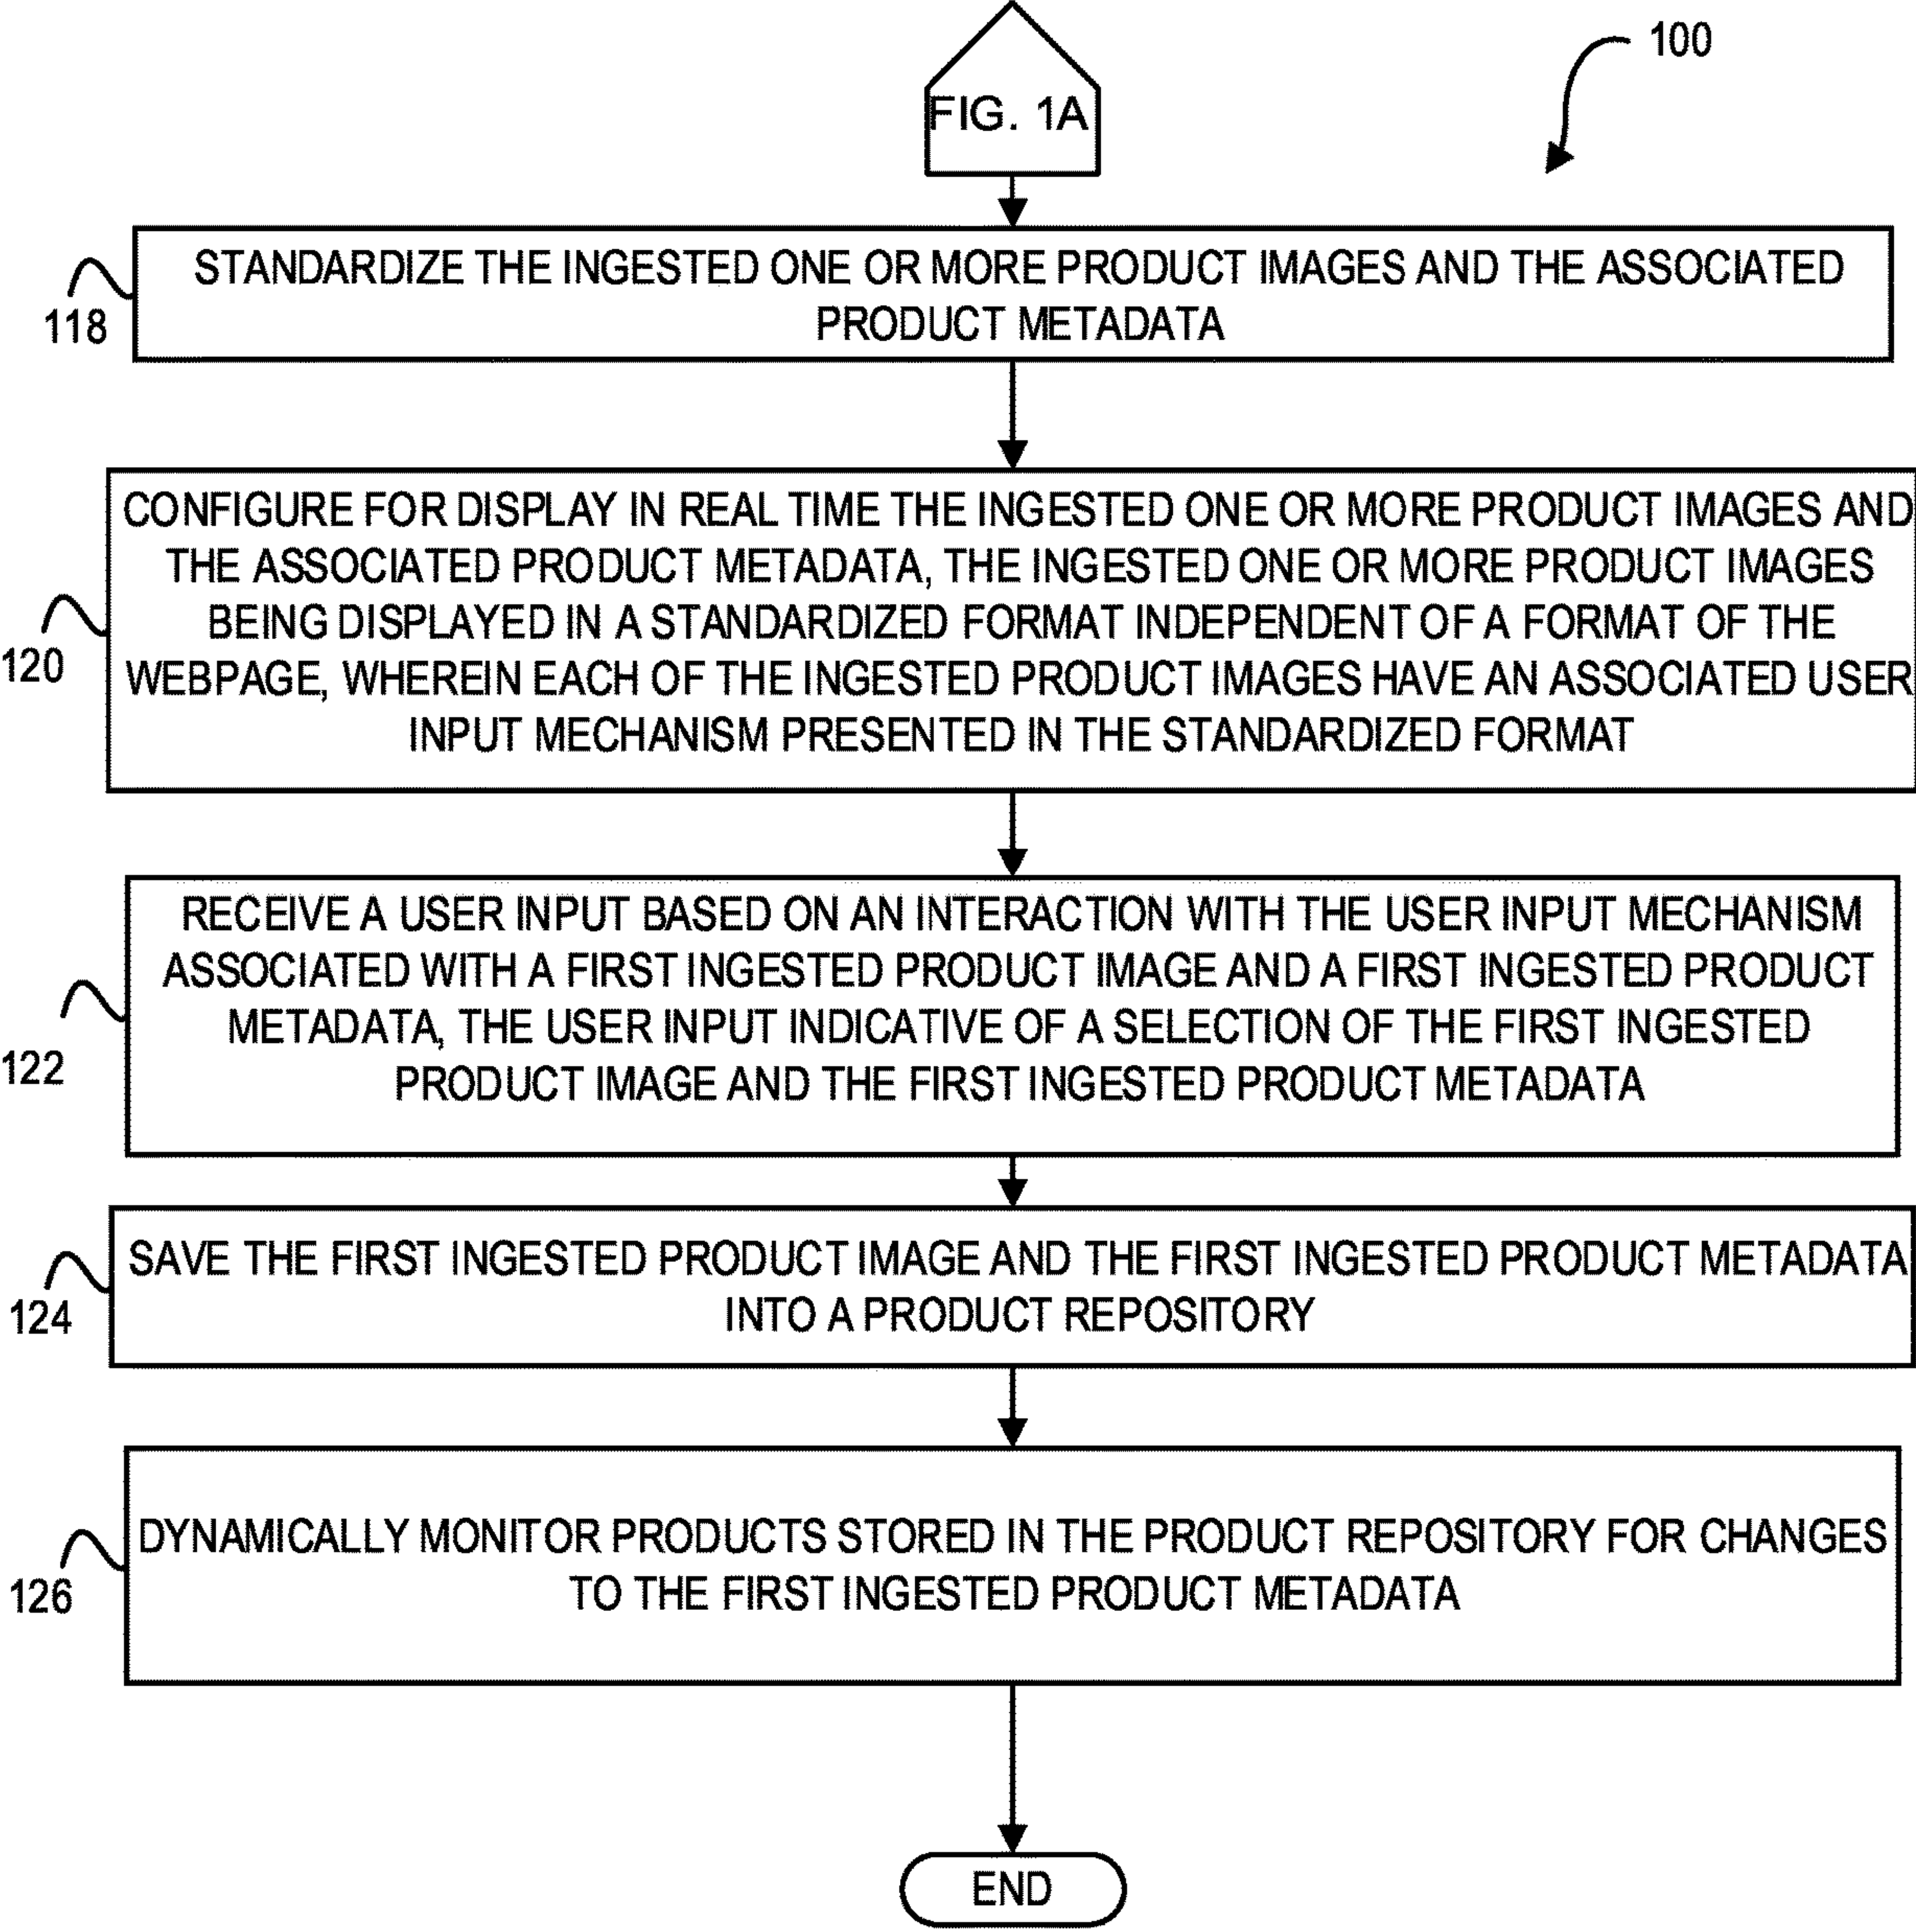 100
FIG. 1A
STANDARDIZE THE INGESTED ONE OR MORE PRODUCT IMAGES AND THE ASSOCIATED
PRODUCT METADATA
118
CONFIGURE FOR DISPLAY IN REAL TIME THE INGESTED ONE OR MORE PRODUCT IMAGES AND
THE ASSOCIATED PRODUCT METADATA, THE INGESTED ONE OR MORE PRODUCT IMAGES
BEING DISPLAYED IN A STANDARDIZED FORMAT INDEPENDENT OF A FORMAT OF THE
WEBPAGE, WHEREIN EACH OF THE INGESTED PRODUCT IMAGES HAVE AN ASSOCIATED USER
INPUT MECHANISM PRESENTED IN THE STANDARDIZED FORMAT
120
RECEIVE A USER INPUT BASED ON AN INTERACTION WITH THE USER INPUT MECHANISM
ASSOCIATED WITH A FIRST INGESTED PRODUCT IMAGE AND A FIRST INGESTED PRODUCT
METADATA, THE USER INPUT INDICATIVE OF A SELECTION OF THE FIRST INGESTED
PRODUCT IMAGE AND THE FIRST INGESTED PRODUCT METADATA
122
SAVE THE FIRST INGESTED PRODUCT IMAGE AND THE FIRST INGESTED PRODUCT METADATA
INTO A PRODUCT REPOSITORY
124
DYNAMICALLY MONITOR PRODUCTS STORED IN THE PRODUCT REPOSITORY FOR CHANGES
TO THE FIRST INGESTED PRODUCT METADATA
126
END